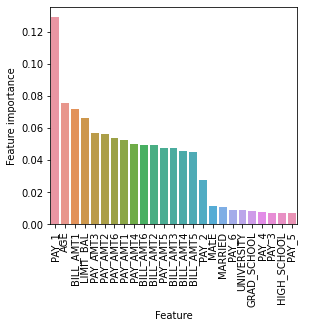 0.12
0.10
0.08
0.06
0.04
0.02
0.00
Feature importance
PAY_1
AGE
BILL_AMT1
LIMIT_BAL
PAY_AMT3
PAY_AMT2
PAY_AMT6
PAY_AMT1
PAY_AMT4
BILL_AMT6
BILL_AMT2
PAY_AMT5
BILL_AMT3
BILL_AMT4
BILL_AMT5
PAY_2
MALE
MARRIED
PAY_6
UNIVERSITY
GRAD_SCHOOL
PAY_4
PAY_3
HIGH_SCHOOL
PAY_5
Feature